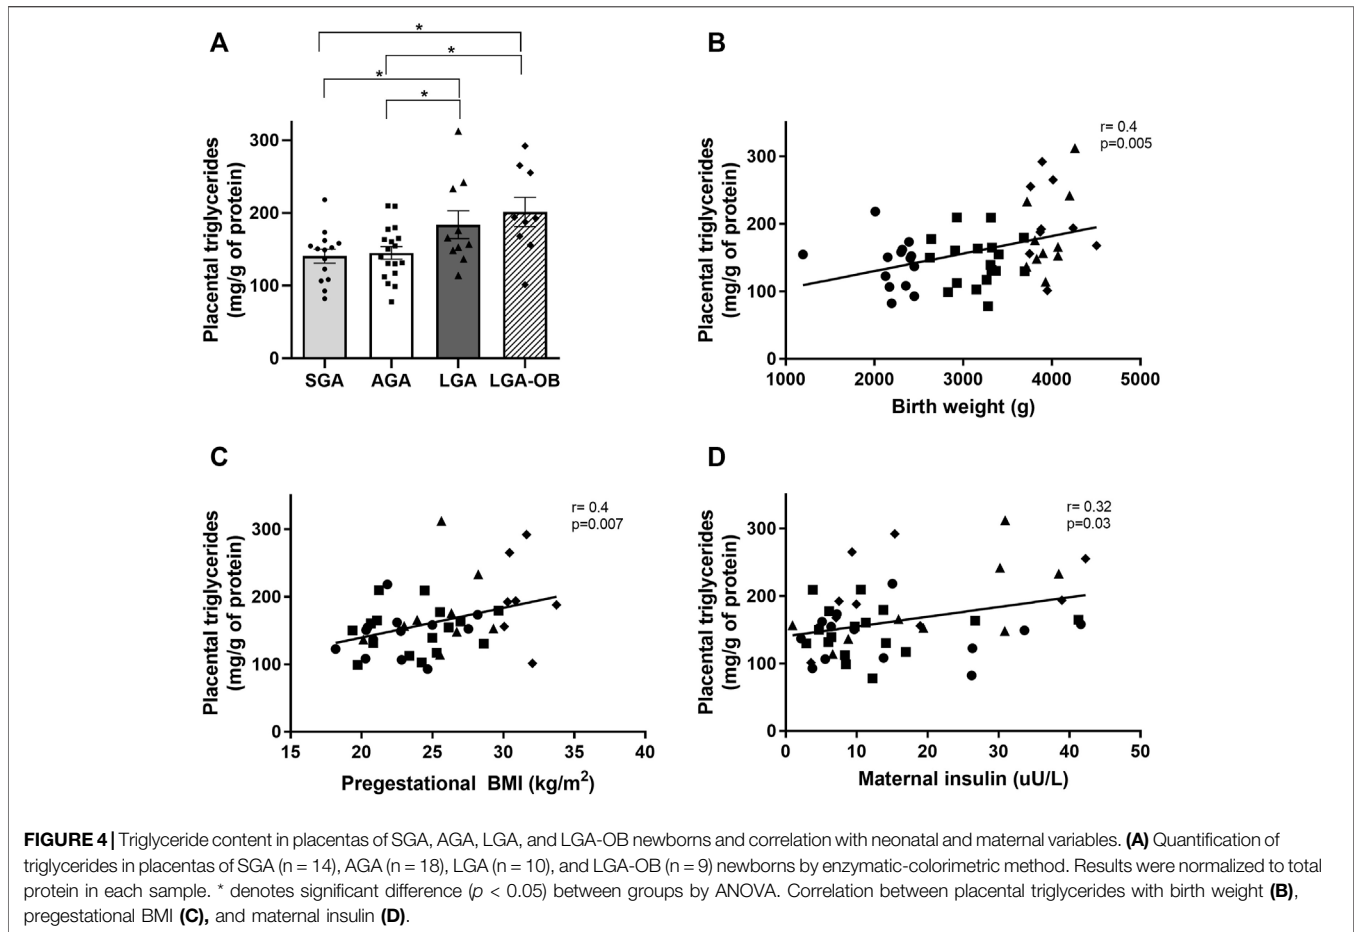 A
* 
*
*
*
Placental triglycerides
(mg/g of protein)
300
200
100
0
SGA AGA LGA LGA-OB
B
r= 0.4
p=0.005
Placental triglycerides
(mg/g of protein)
300
200
100
0
1000 2000 3000 4000 5000
Birth weight (g)
C
r= 0.4
p=0.007
Placental triglycerides
(mg/g of protein)
300
200
100
0
15 20 25 30 35 40
Pregestational BMI (kg/m²)
D
r= 0.32
p=0.03
Placental triglycerides
(mg/g of protein)
300
200
100
0
0 10 20 30 40 50
Maternal insulin (uU/L)
FIGURE 4 | Triglyceride content in placentas of SGA, AGA, LGA, and LGA-OB newborns and correlation with neonatal and maternal variables. (A) Quantification of
triglycerides in placentas of SGA (n = 14), AGA (n = 18), LGA (n = 10), and LGA-OB (n = 9) newborns by enzymatic-colorimetric method. Results were normalized to total
protein in each sample. * denotes significant difference (p < 0.05) between groups by ANOVA. Correlation between placental triglycerides with birth weight (B),
pregestational BMI (C), and maternal insulin (D).